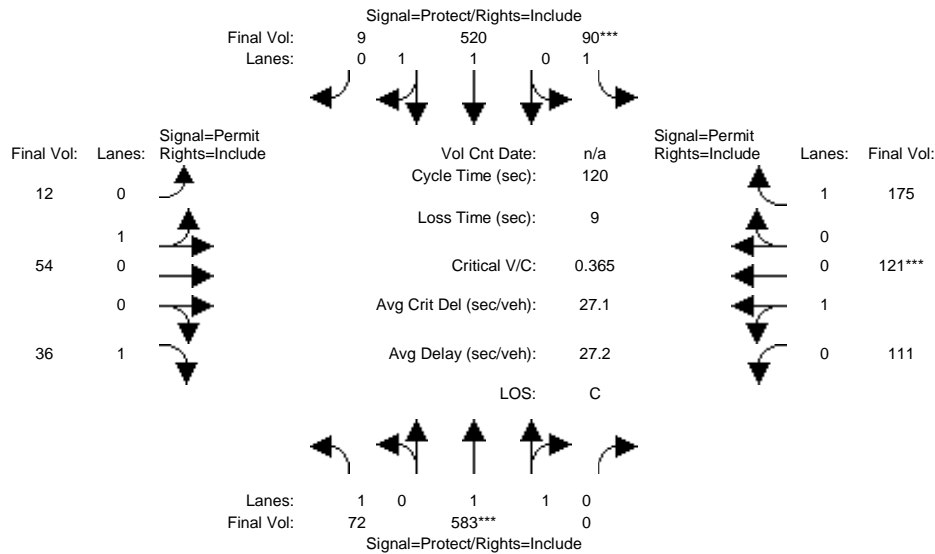 Signal=Protect/Rights=Include
Final Vol: 9 520 90***
Lanes: 0 1 1 0 1
Signal=Permit
Final Vol: Lanes: Rights=Include
Vol Cnt Date: n/a
Signal=Permit
Rights=Include Lanes: Final Vol:
Cycle Time (sec): 120
12 0
1 175
Loss Time (sec): 9
1
0
54 0
Critical V/C: 0.365
0 121***
0
Avg Crit Del (sec/veh): 27.1
1
36 1
Avg Delay (sec/veh): 27.2
0 111
LOS: C
Lanes: 1 0 1 1 0
Final Vol: 72 583*** 0
Signal=Protect/Rights=Include